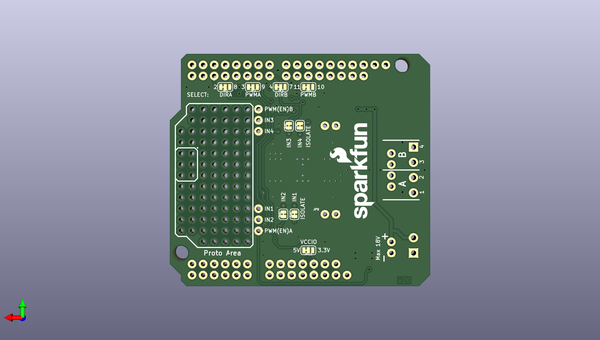 2 8 3 9 4 7 11 10
SELECT: DIRA PWMA DIRB PWMB
PWM(EN)B
IN3
IN4
IN3 IN4 ISOLATE
sparkfun
B
A
4
3
2
1
IN2 IN1 ISOLATE
IN1
IN2
PWM(EN)A
VCCIO
5V 3.3V
Max 18V
+
-
Proto Area